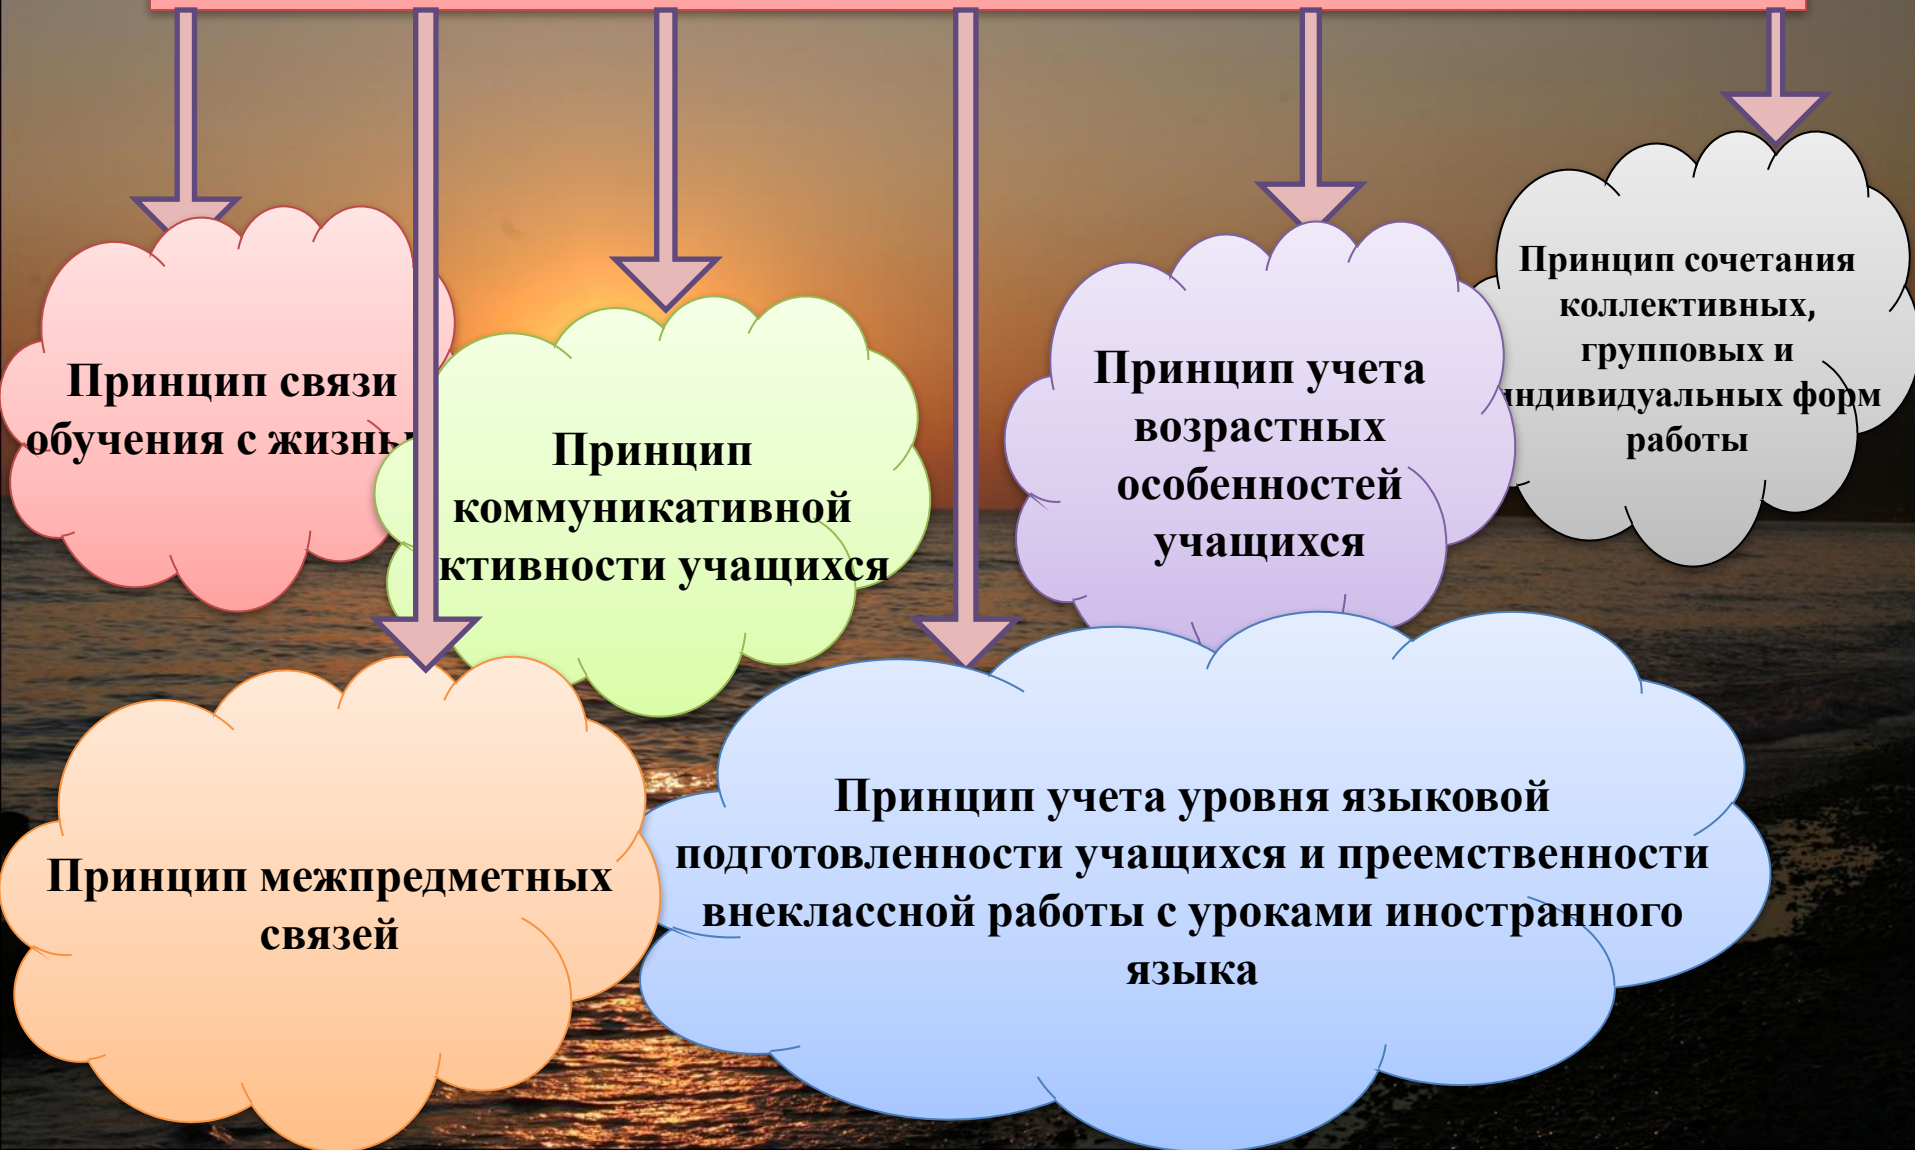 Принцип связи
обучения с жизнь
Принцип
коммуникативной
ктивности учащихся
Принцип учета
возрастных
особенностей
учащихся
Принцип сочетания
коллективных,
групповых и
индивидуальных форм
работы
Принцип межпредметных
связей
Принцип учета уровня языковой
подготовленности учащихся и преемственности
внеклассной работы с уроками иностранного
языка